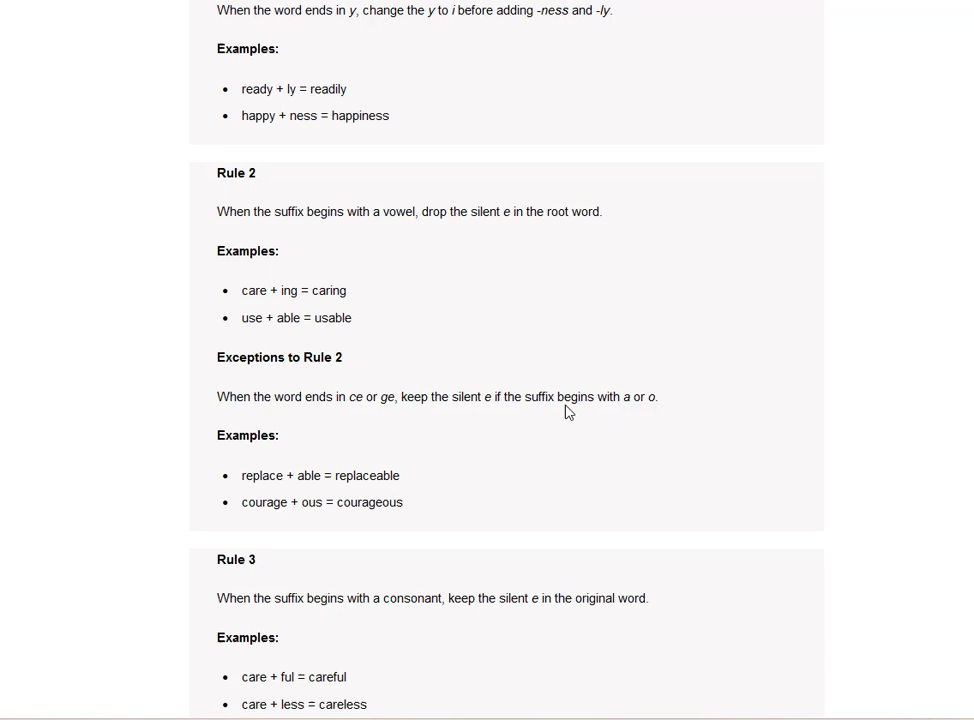 When the word ends in y, change the y to i before adding -ness and -ly.
Examples:
• ready + ly = readily
• happy + ness = happiness
Rule 2
When the suffix begins with a vowel, drop the silent e in the root word.
Examples:
• care + ing = caring
• use + able = usable
Exceptions to Rule 2
When the word ends in ce or ge, keep the silent e if the suffix begins with a or o.
Examples:
• replace + able = replaceable
• courage + ous = courageous
Rule 3
When the suffix begins with a consonant, keep the silent e in the original word.
Examples:
• care + ful = careful
• care + less = careless